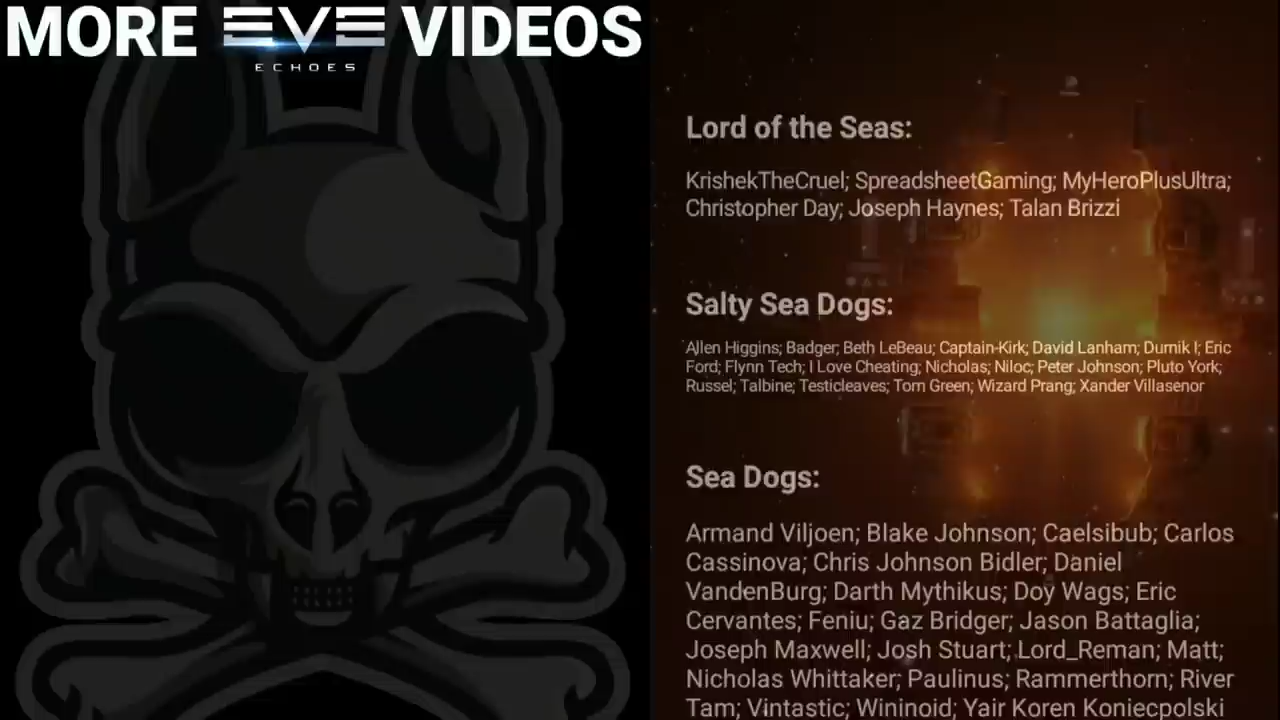 MORE EVE VIDEOS
ECHOES
Lord of the Seas:
KrishekTheCruel; SpreadsheetGaming; MyHeroPlusUltra;
Christopher Day; Joseph Haynes; Talan Brizzi
Salty Sea Dogs:
Allen Higgins; Badger; Beth LeBeau; Captain-Kirk; David Lanham; Durnik I; Eric
Ford; Flynn Tech; I Love Cheating; Nicholas; Niloc; Peter Johnson; Pluto York;
Russel; Talbine; Testicleaves; Tom Green; Wizard Prang; Xander Villasenor
Sea Dogs:
Armand Viljoen; Blake Johnson; Caelsibub; Carlos
Cassinova; Chris Johnson Bidler; Daniel
VandenBurg; Darth Mythikus; Doy Wags; Eric
Cervantes; Feniu; Gaz Bridger; Jason Battaglia;
Joseph Maxwell; Josh Stuart; Lord_Reman; Matt;
Nicholas Whittaker; Paulinus; Rammerthorn; River
Tam; Vintastic; Wininoid; Yair Koren Koniecpolski